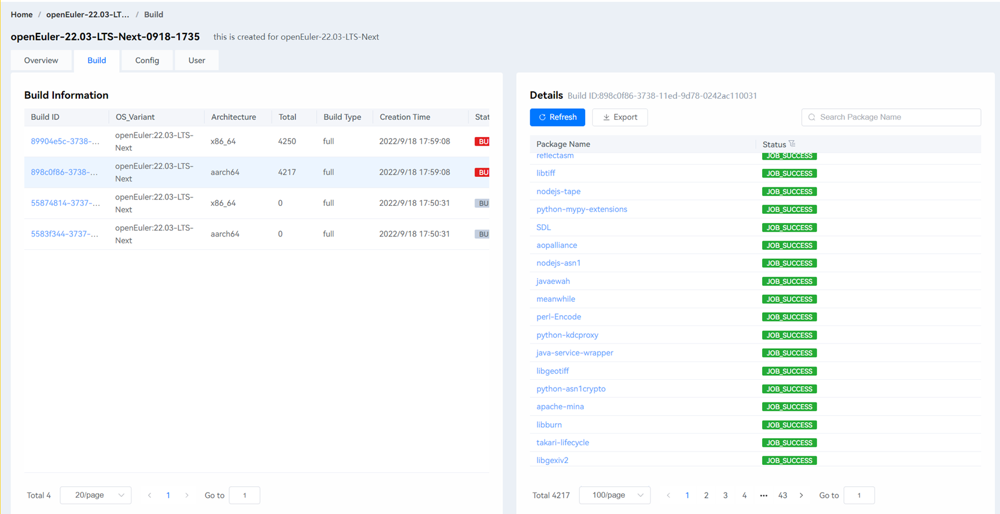 Home / openEuler-22.03-LT... / Build
openEuler-22.03-LTS-Next-0918-1735 this is created for openEuler-22.03-LTS-Next
Overview Build Config User
Build Information
Build ID OS_Variant Architecture Total Build Type Creation Time Stat
89904e5c-3738-... openEuler:22.03-LTS-Next x86_64 4250 full 2022/9/18 17:59:08 BU
898c0f86-3738-... openEuler:22.03-LTS-Next aarch64 4217 full 2022/9/18 17:59:08 BU
55874814-3737-... openEuler:22.03-LTS-Next x86_64 0 full 2022/9/18 17:50:31 BU
5583f344-3737-... openEuler:22.03-LTS-Next aarch64 0 full 2022/9/18 17:50:31 BU
Total 4 20/page 1 Go to 1
Details Build ID:898c0f86-3738-11ed-9d78-0242ac110031
Refresh Export Search Package Name
Package Name Status
reflectasm JOB_SUCCESS
libtiff JOB_SUCCESS
nodejs-tape JOB_SUCCESS
python-mypy-extensions JOB_SUCCESS
SDL JOB_SUCCESS
aopalliance JOB_SUCCESS
nodejs-asn1 JOB_SUCCESS
javaewah JOB_SUCCESS
meanwhile JOB_SUCCESS
perl-Encode JOB_SUCCESS
python-kdcproxy JOB_SUCCESS
java-service-wrapper JOB_SUCCESS
libgeotiff JOB_SUCCESS
python-asn1crypto JOB_SUCCESS
apache-mina JOB_SUCCESS
libburn JOB_SUCCESS
takari-lifecycle JOB_SUCCESS
libgexiv2 JOB_SUCCESS
Total 4217 100/page 1 2 3 4 ••• 43 Go to 1